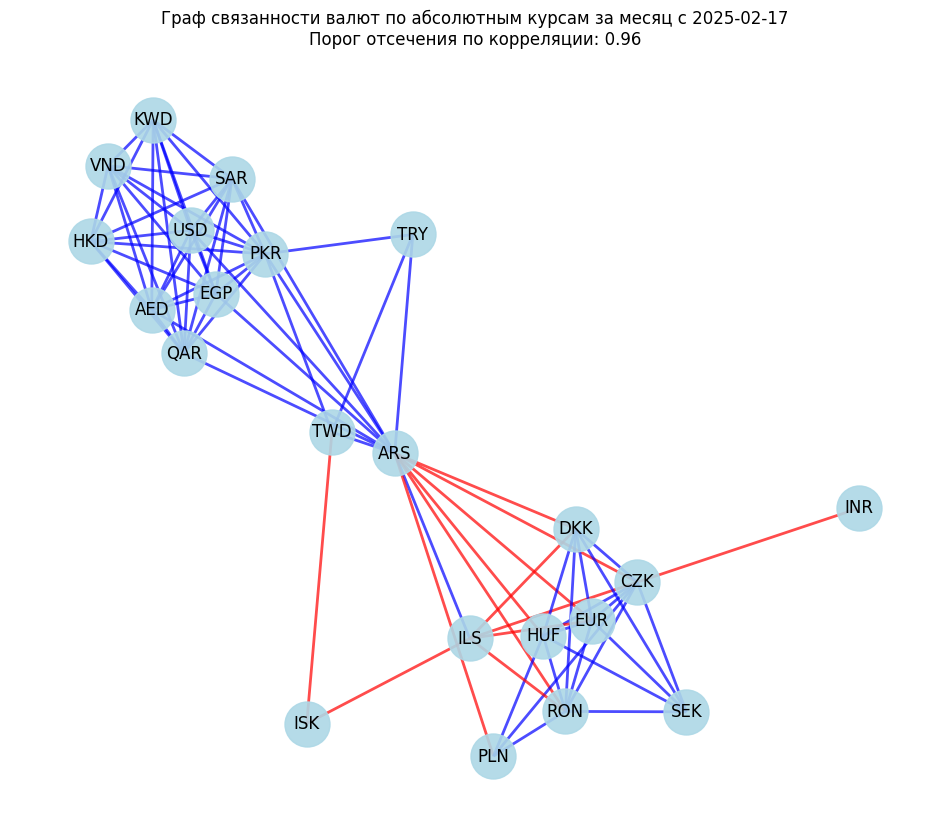 Граф связанности валют по абсолютным курсам за месяц с 2025-02-17
Порог отсечения по корреляции: 0.96
KWD
VND
SAR
USD
TRY
HKD
PKR
EGP
AED
QAR
TWD
ARS
INR
DKK
CZK
EUR
HUF
ILS
RON
SEK
ISK
PLN